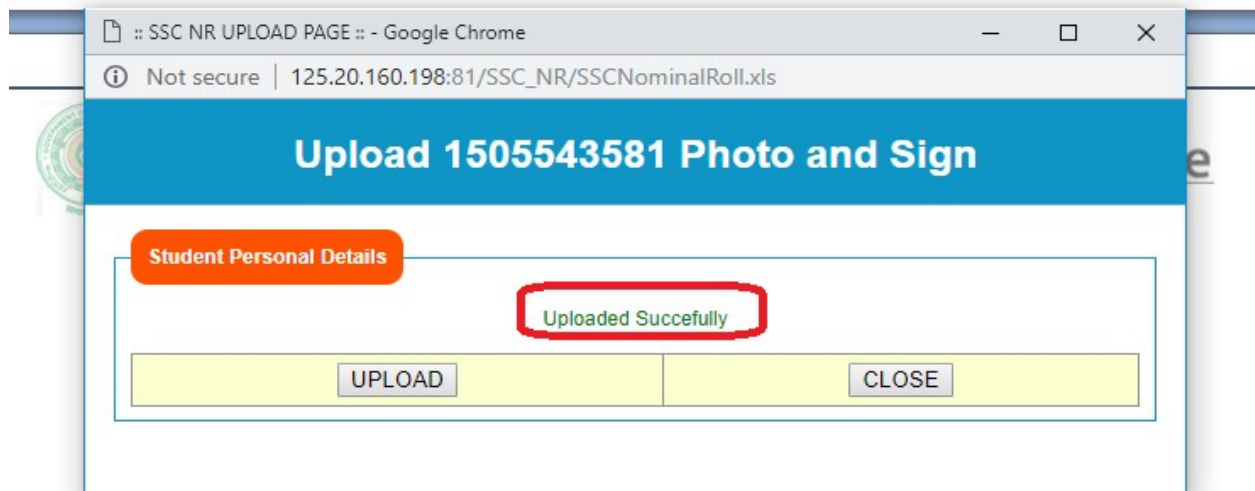 :: SSC NR UPLOAD PAGE :: - Google Chrome
Not secure | 125.20.160.198:81/SSC_NR/SSCNominalRoll.xls
Upload 1505543581 Photo and Sign
e
Student Personal Details
Uploaded Succefully
UPLOAD
CLOSE